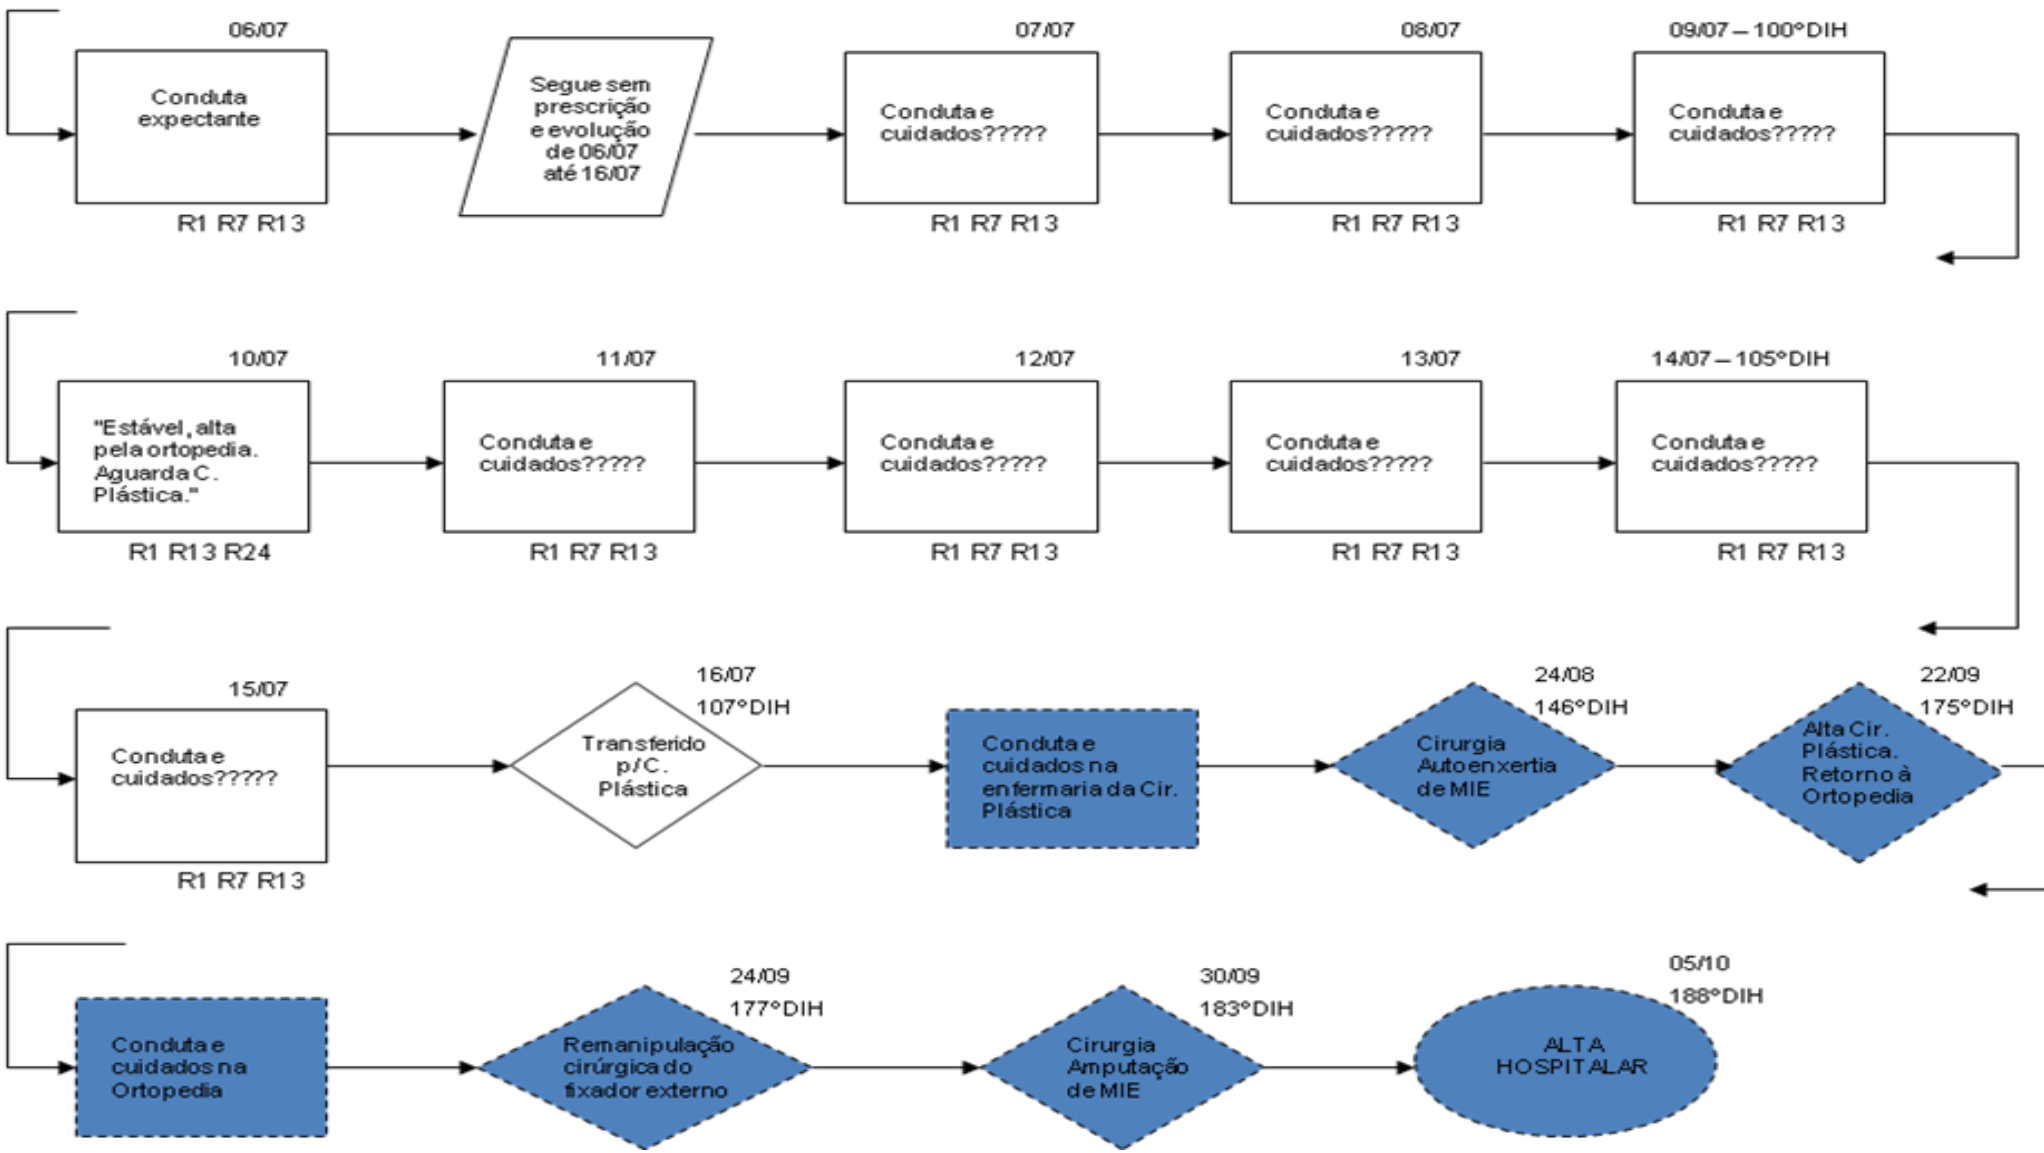 06/07
Conduta
expectante
R1 R7 R13
Segue sem
prescrição
e evolução
de 06/07
até 16/07
07/07
Conduta e
cuidados?????
R1 R7 R13
08/07
Conduta e
cuidados?????
R1 R7 R13
09/07 – 100°DIH
Conduta e
cuidados?????
R1 R7 R13
10/07
"Estável, alta
pela ortopedia.
Aguarda C.
Plástica."
R1 R13 R24
11/07
Conduta e
cuidados?????
R1 R7 R13
12/07
Conduta e
cuidados?????
R1 R7 R13
13/07
Conduta e
cuidados?????
R1 R7 R13
14/07 – 105°DIH
Conduta e
cuidados?????
R1 R7 R13
15/07
Conduta e
cuidados?????
R1 R7 R13
16/07
107°DIH
Transferido
p/ C.
Plástica
Conduta e
cuidados na
enfermaria da Cir.
Plástica
24/08
146°DIH
Cirurgia
Autoenxertia
de MIE
22/09
175°DIH
Alta Cir.
Plástica.
Retorno à
Ortopedia
Conduta e
cuidados na
Ortopedia
24/09
177°DIH
Remanipulação
cirúrgica do
fixador externo
30/09
183°DIH
Cirurgia
Amputação
de MIE
05/10
188°DIH
ALTA
HOSPITALAR